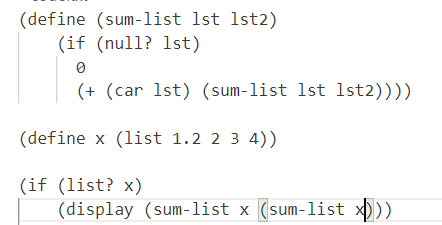 (define (sum-list lst lst2)
    (if (null? lst)
      0
      (+ (car lst) (sum-list lst lst2))))
(define x (list 1.2 2 3 4))
(if (list? x)
    (display (sum-list x (sum-list x)))